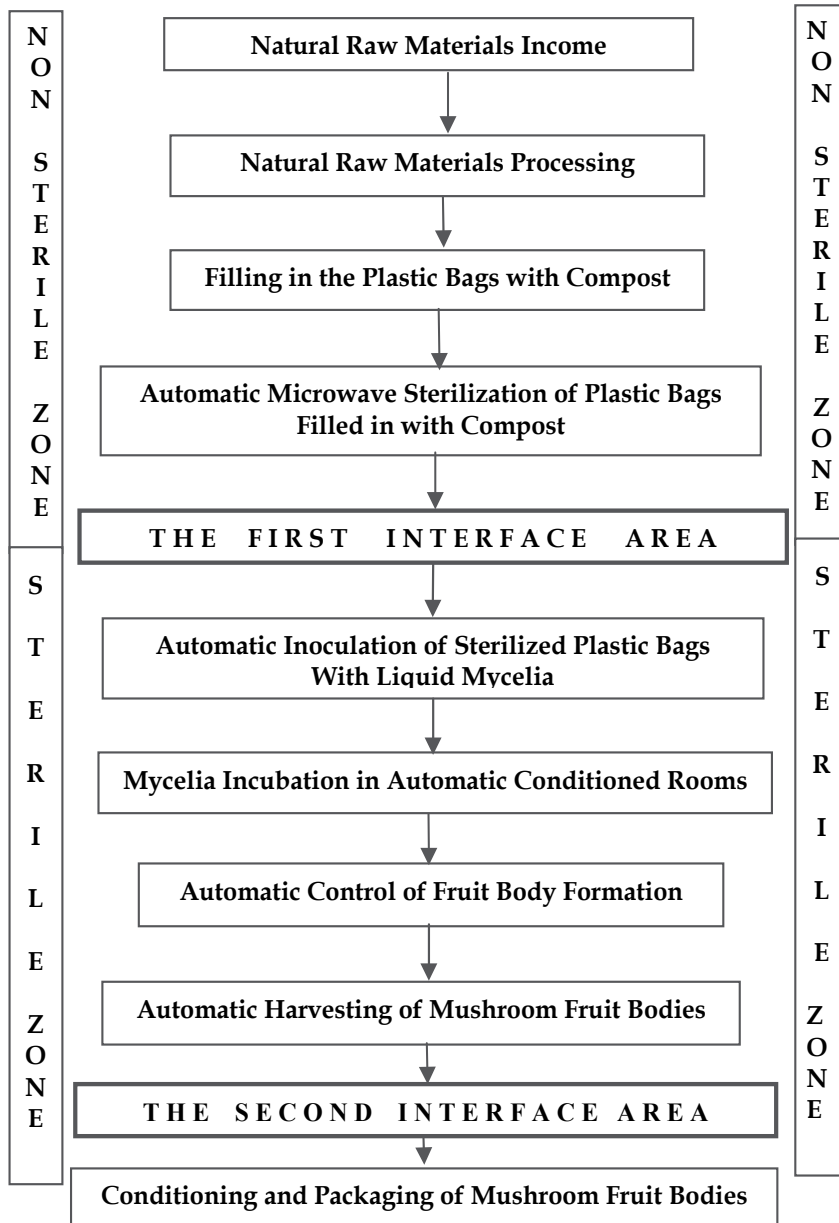 NON STERILE ZONE
STERILE ZONE
Natural Raw Materials Income
Natural Raw Materials Processing
Filling in the Plastic Bags with Compost
Automatic Microwave Sterilization of Plastic Bags
Filled in with Compost
THE FIRST INTERFACE AREA
Automatic Inoculation of Sterilized Plastic Bags
With Liquid Mycelia
Mycelia Incubation in Automatic Conditioned Rooms
Automatic Control of Fruit Body Formation
Automatic Harvesting of Mushroom Fruit Bodies
THE SECOND INTERFACE AREA
Conditioning and Packaging of Mushroom Fruit Bodies
NON STERILE ZONE
STERILE ZONE